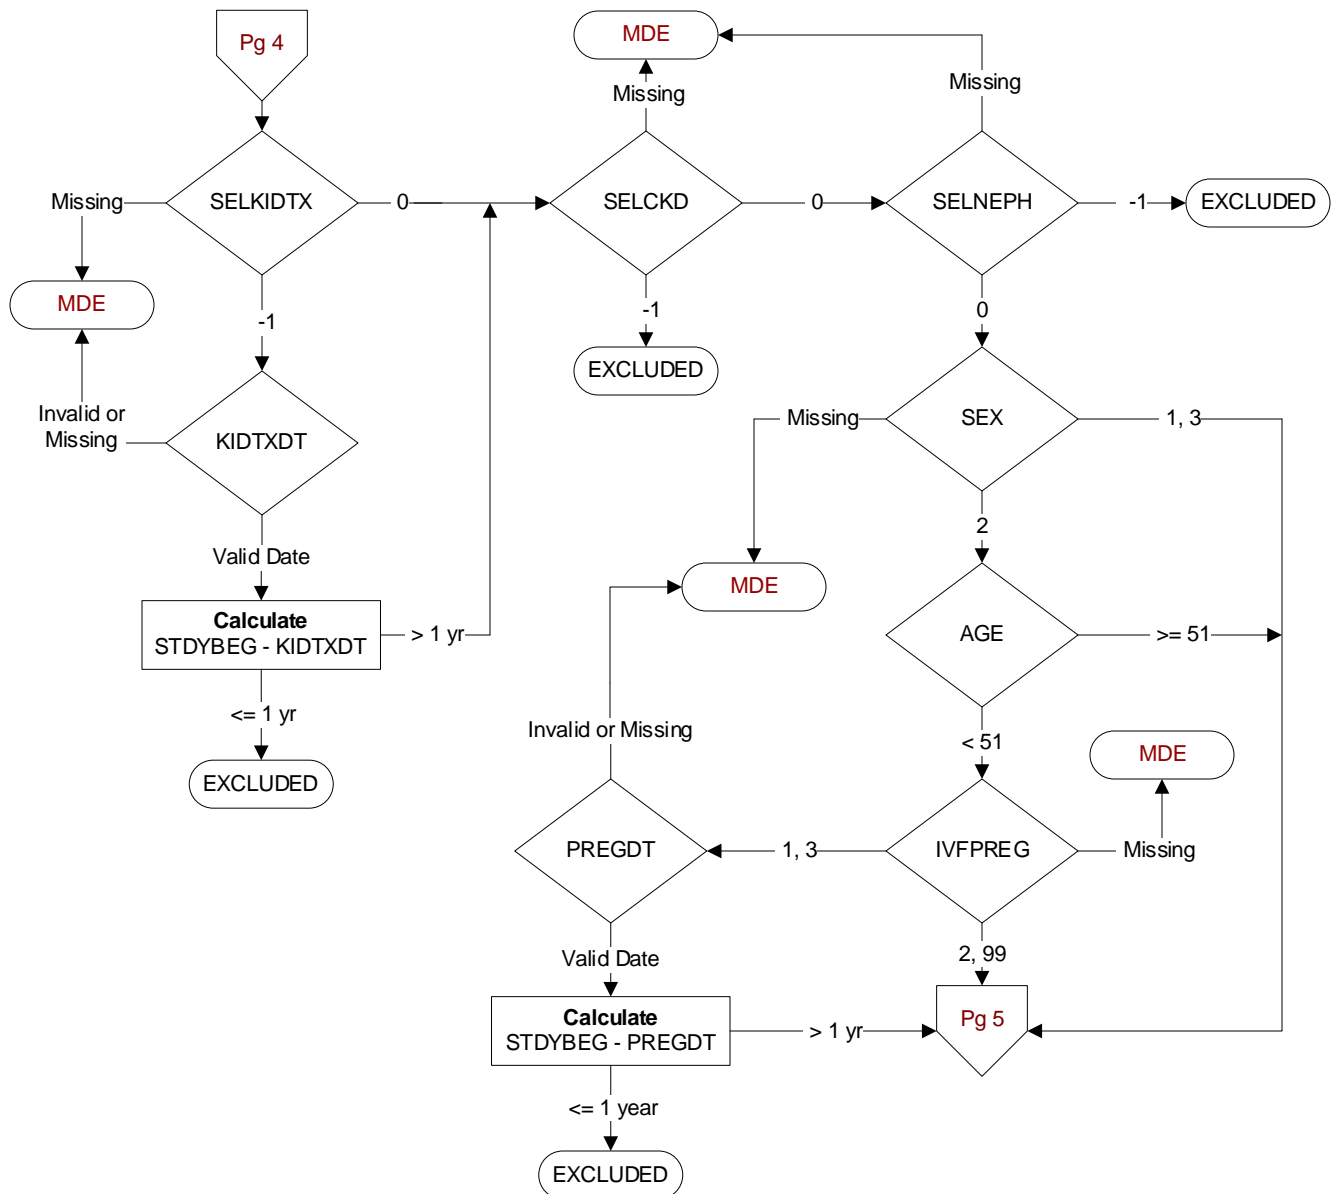 Pg 4
MDE
Missing
Missing
Missing
SELKIDTX
0
SELCKD
0
SELNEPH
-1
EXCLUDED
MDE
-1
-1
0
EXCLUDED
Invalid or
Missing
KIDTXDT
Missing
SEX
1, 3
Valid Date
2
Calculate
STDYBEG - KIDTXDT
> 1 yr
MDE
AGE
>= 51
<= 1 yr
Invalid or Missing
< 51
EXCLUDED
MDE
PREGDT
1, 3
IVFPREG
Missing
Valid Date
2, 99
Calculate
STDYBEG - PREGDT
> 1 yr
Pg 5
<= 1 year
EXCLUDED